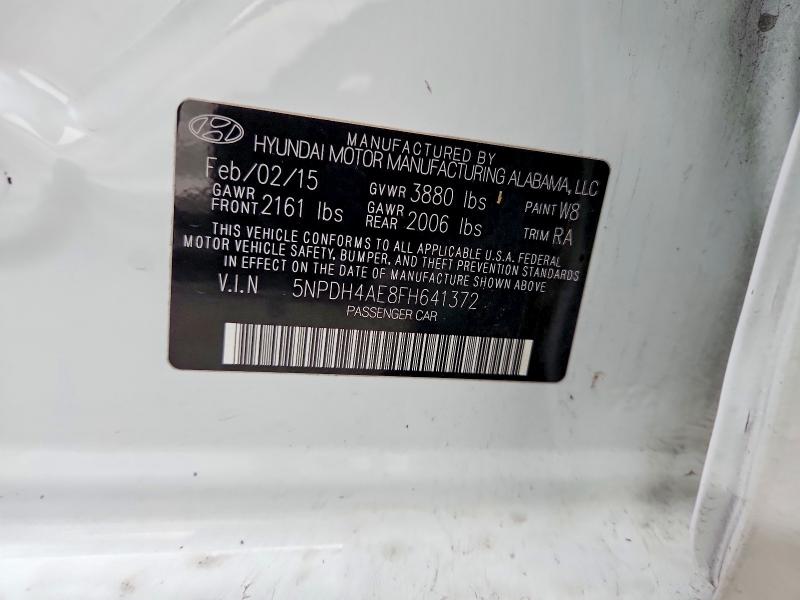 MANUFACTURED BY
HYUNDAI MOTOR MANUFACTURING ALABAMA, LLC
Feb/02/15 GVWR 3880 lbs PAINT W8
GAWR FRONT 2161 lbs GAWR REAR 2006 lbs TRIM RA
THIS VEHICLE CONFORMS TO ALL APPLICABLE U.S.A FEDERAL
MOTOR VEHICLE SAFETY, BUMPER, AND THEFT PREVENTION STANDARDS
IN EFFECT ON THE DATE OF MANUFACTURE SHOWN ABOVE
V.I.N 5NPDH4AE8FH641372
PASSENGER CAR